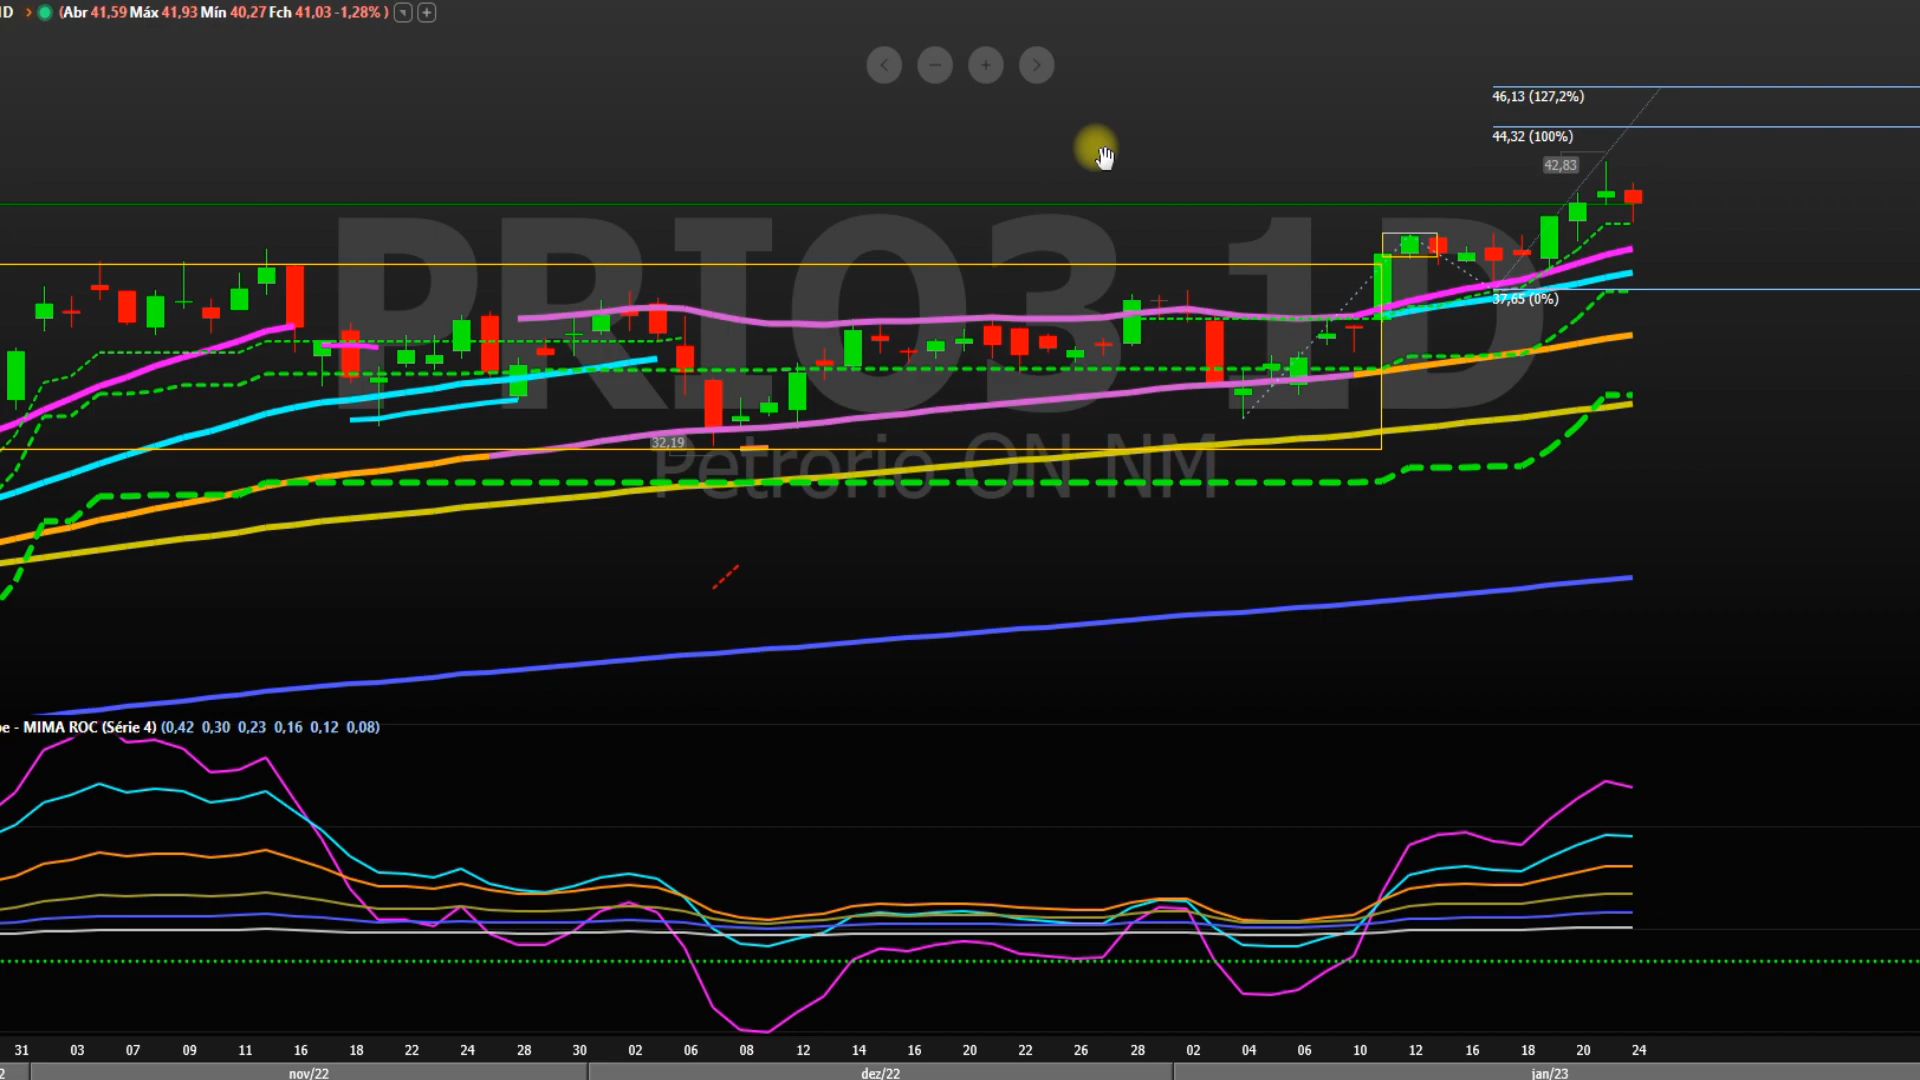 ID > (Abr 41,59 Máx 41,93 Mín 40,27 Fch 41,03 -1,28% )
46,13 (127,2%)
44,32 (100%)
42,83
PRIO3 1D
37,65 (0%)
32,19
Petrorio ON NM
- MIMA ROC (Série 4) (0,42 0,30 0,23 0,16 0,12 0,08)
31 03 07 09 11 16 18 22 24 28 30 02 06 08 12 14 16 20 22 26 28 02 04 06 10 12 16 18 20 24
nov/22 dez/22 jan/23